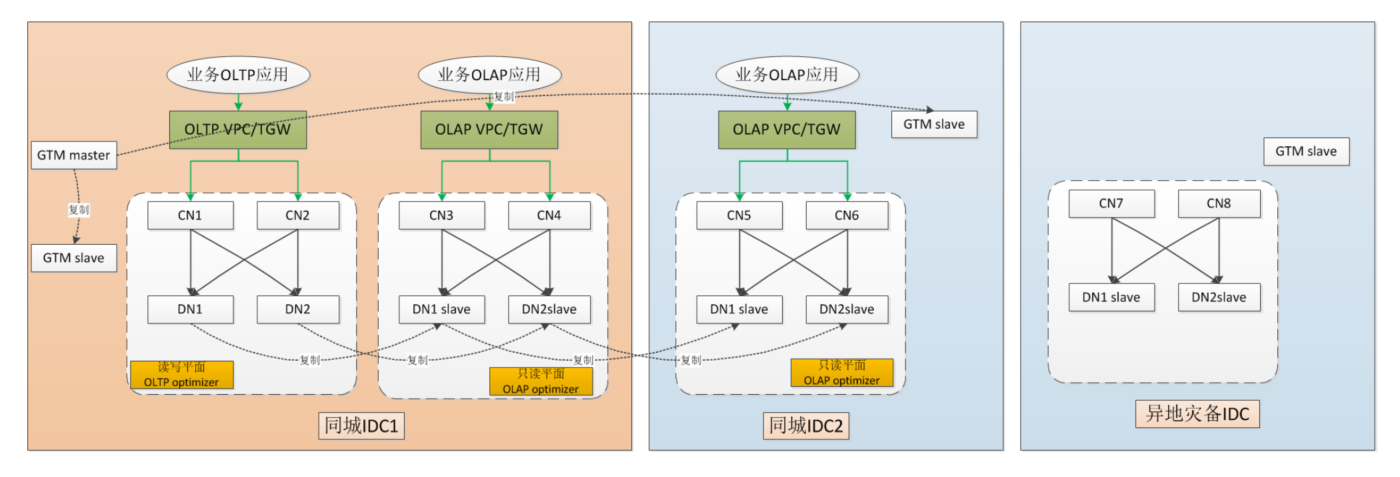 业务OLTP应用
业务OLAP应用
业务OLAP应用
复制
OLTP VPC/TGW
OLAP VPC/TGW
OLAP VPC/TGW
GTM slave
GTM master
GTM slave
复制
GTM slave
CN1
CN2
CN3
CN4
CN5
CN6
CN7
CN8
DN1
DN2
DN1 slave
DN2slave
DN1 slave
DN2slave
DN1 slave
DN2slave
复制
复制
复制
复制
读写平面
OLTP optimizer
只读平面
OLAP optimizer
只读平面
OLAP optimizer
同城IDC1
同城IDC2
异地灾备IDC